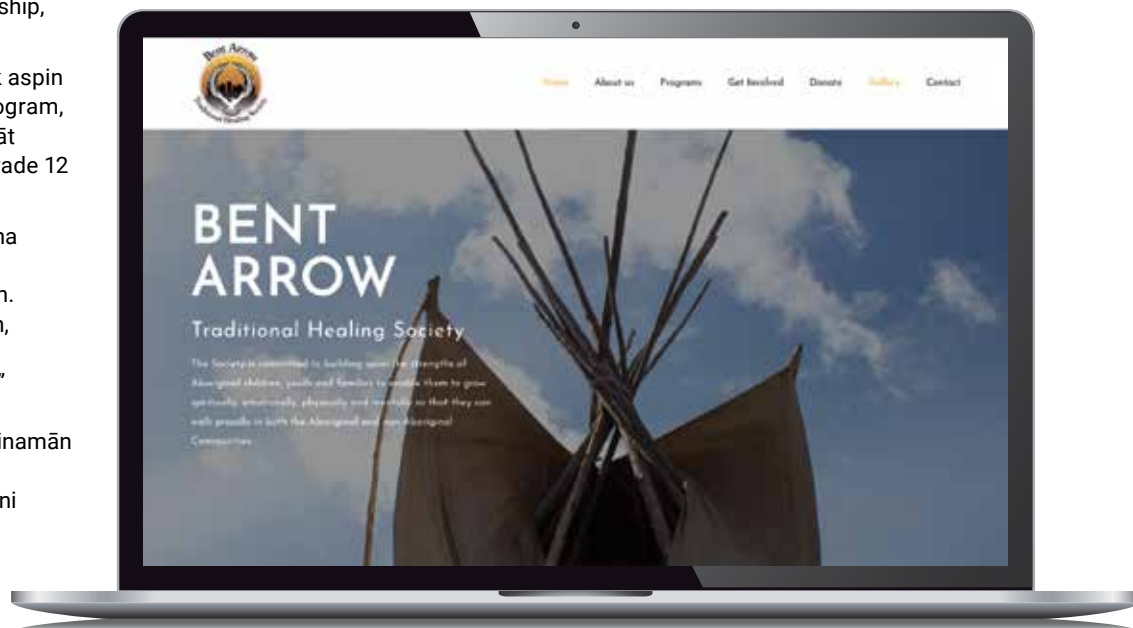 ship,
aspin
ogram,
āt
ade 12
na
n.
n,
”
inamān
ni
Bent Arrow
Traditional Healing Society
Home About us Programs Get Involved Donate Gallery Contact
BENT
ARROW
Traditional Healing Society
The Society is committed to building upon the strengths of
Aboriginal children, youth and families to enable them to grow
spiritually, emotionally, physically and mentally so that they can
walk proudly in both the Aboriginal and non-Aboriginal
Communities